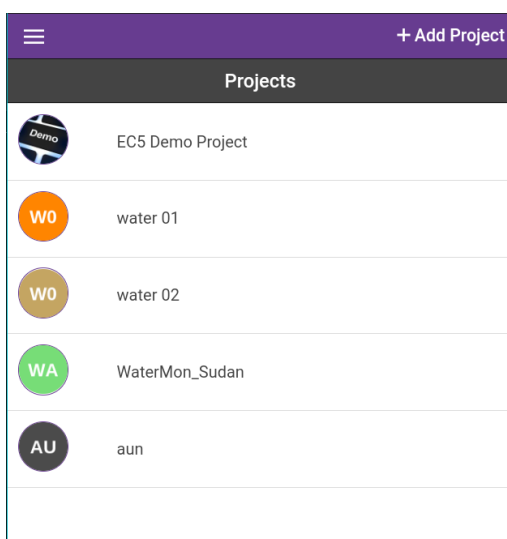 + Add Project
Projects
Demo
EC5 Demo Project
W0
water 01
W0
water 02
WA
WaterMon_Sudan
AU
aun